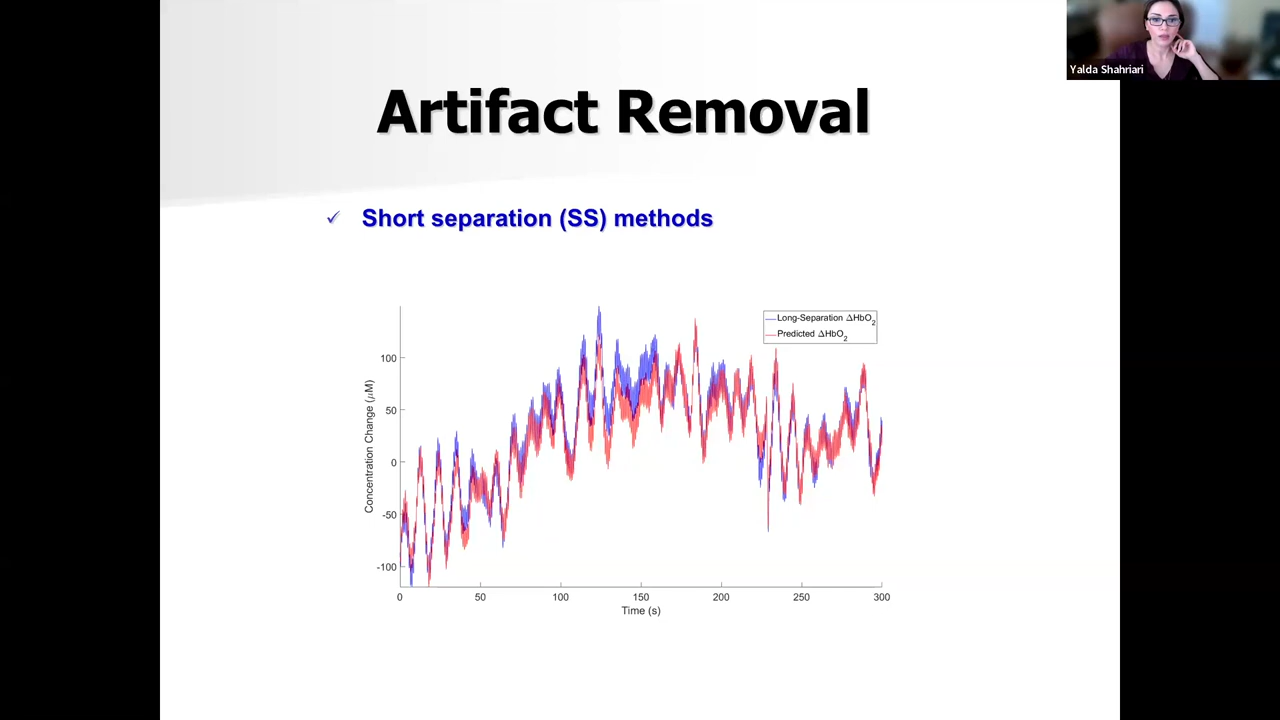 Yalda Shahriari
Artifact Removal
✓ Short separation (SS) methods
Long-Separation ΔHbO2
Predicted ΔHbO2
Concentration Change (μM)
100
50
0
-50
-100
0 50 100 150 200 250 300
Time (s)